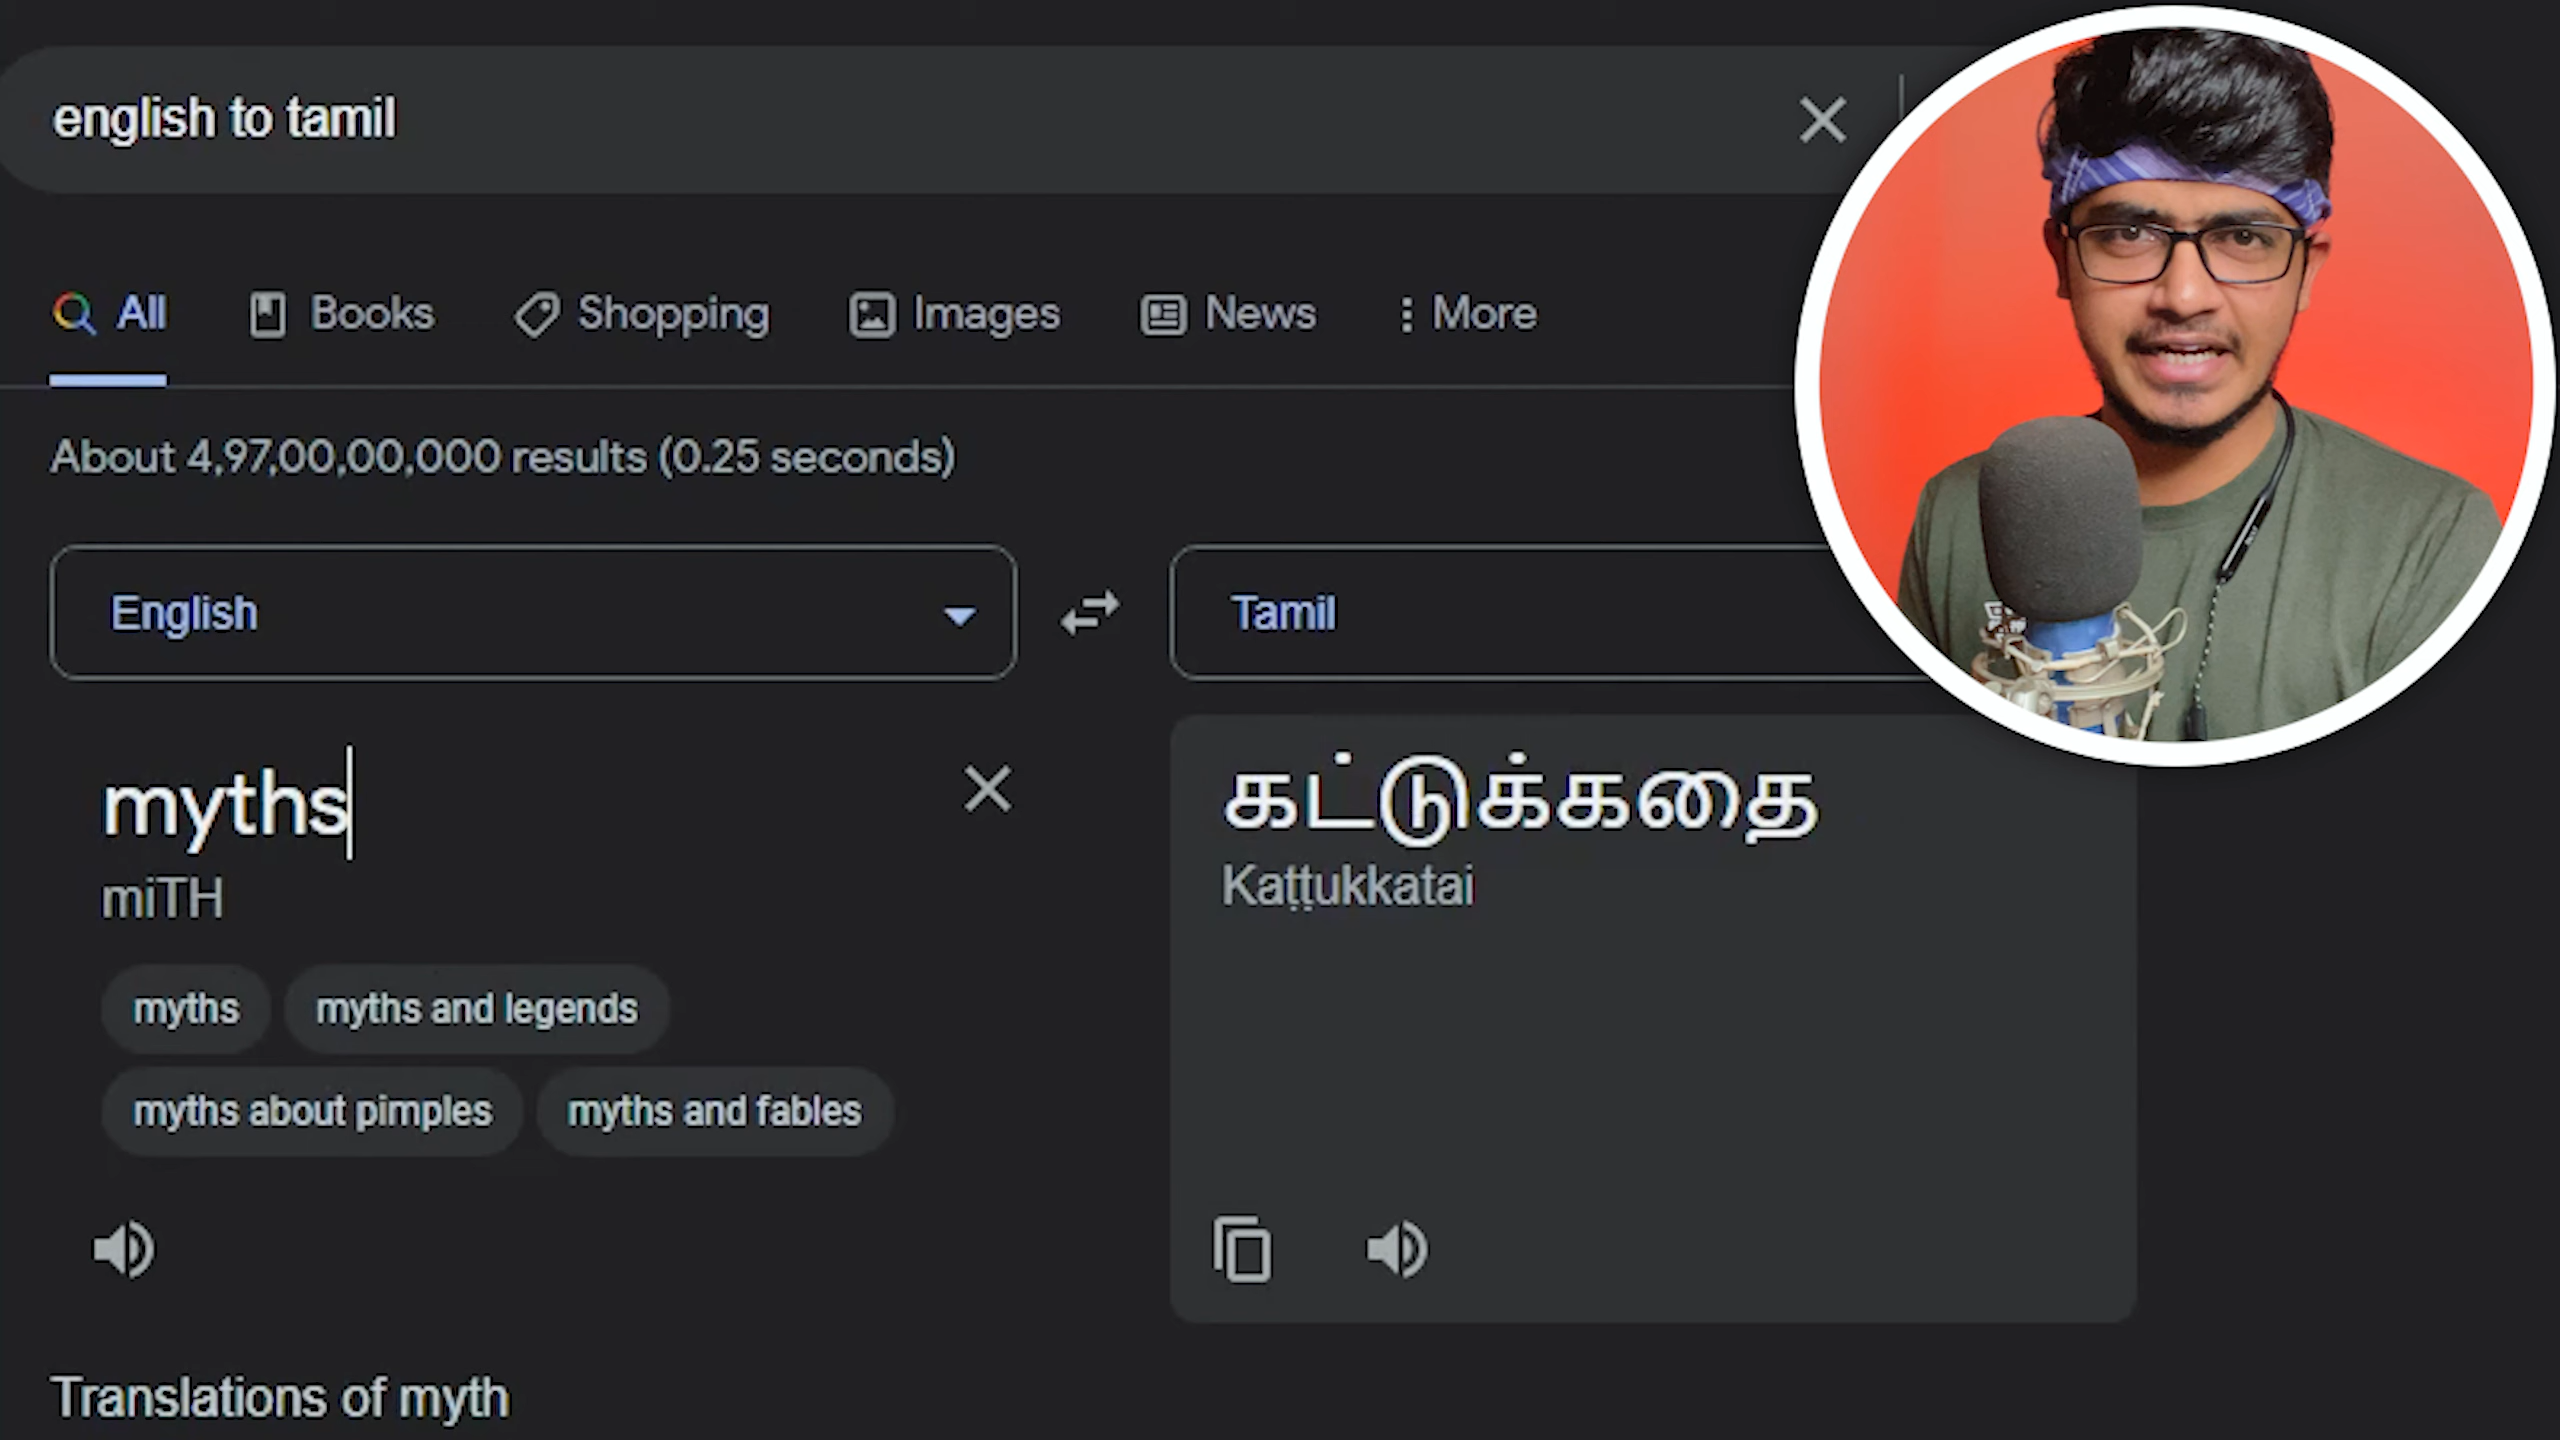 english to tamil
All Books Shopping Images News More
About 4,97,00,00,000 results (0.25 seconds)
English Tamil
myths
miTH
கட்டுக்கதை
Kaṭṭukkatai
myths myths and legends
myths about pimples myths and fables
Translations of myth